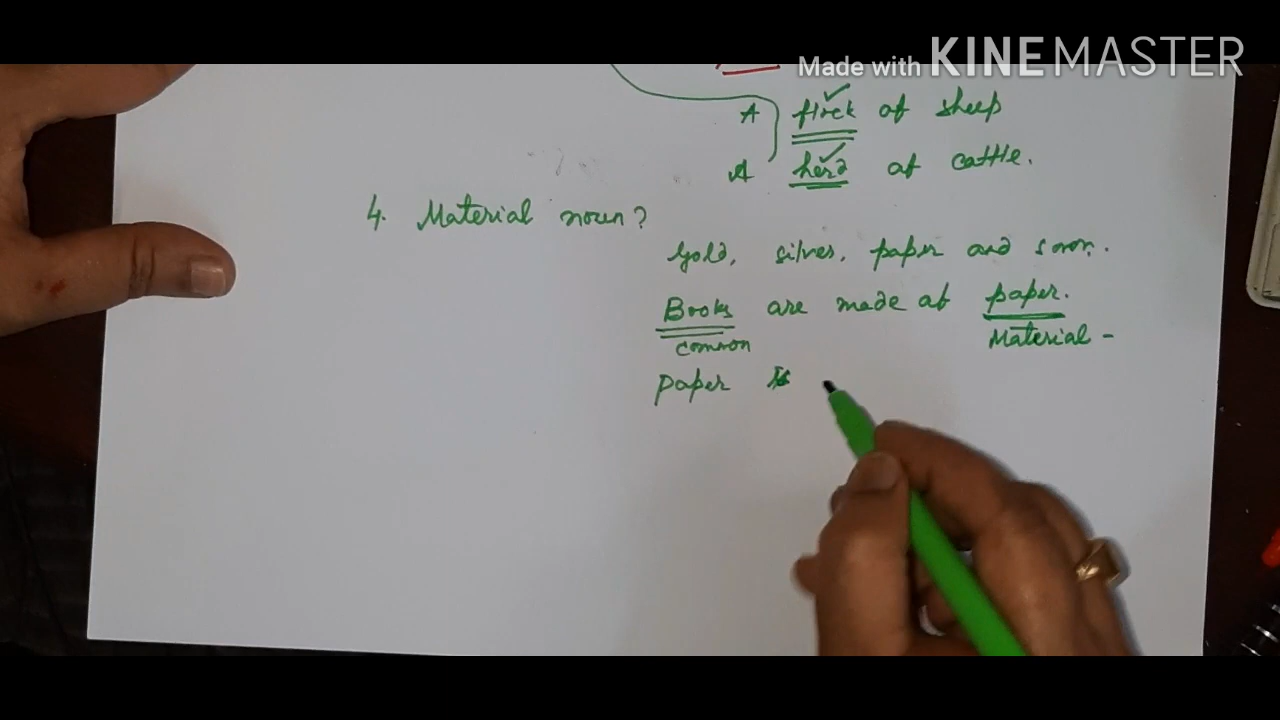 Made with KINEMASTER
A flock of sheep
A herd of cattle.
4. Material noun?
Gold, silver, paper and soon.
Books are made of paper.
common Material -
paper is